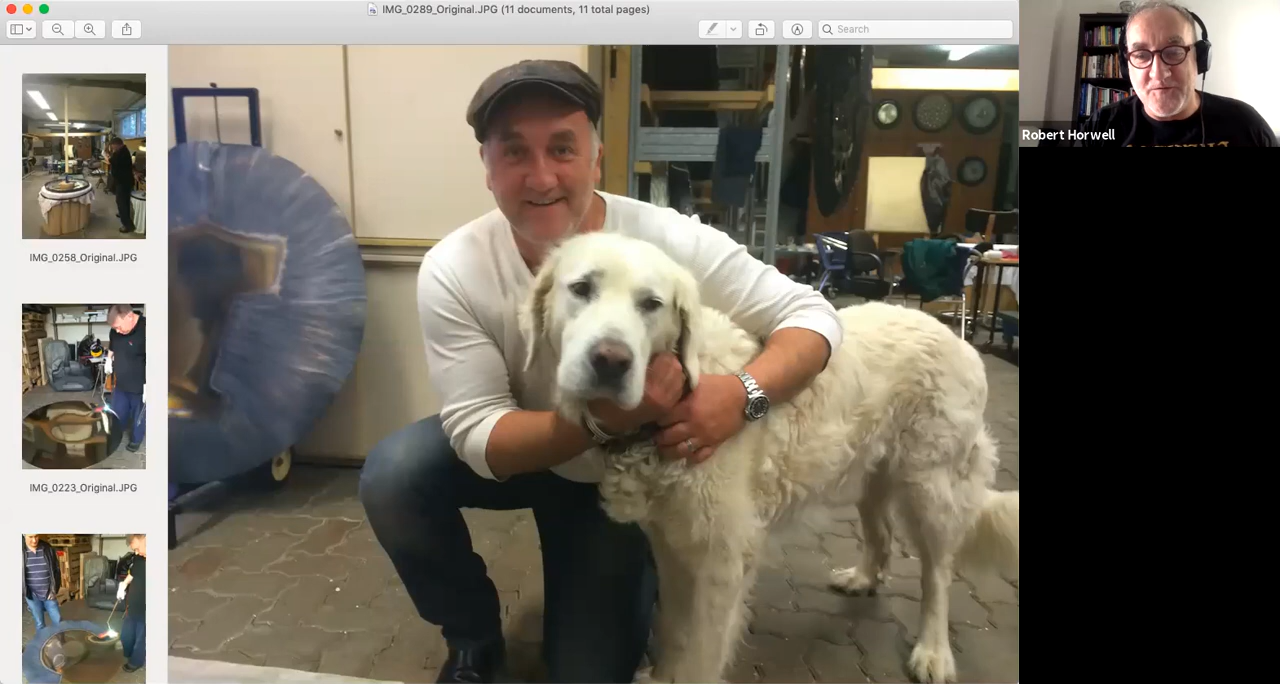 IMG_0289_Original.JPG (11 documents, 11 total pages)
Search
Robert Horwell
IMG_0258_Original.JPG
IMG_0223_Original.JPG